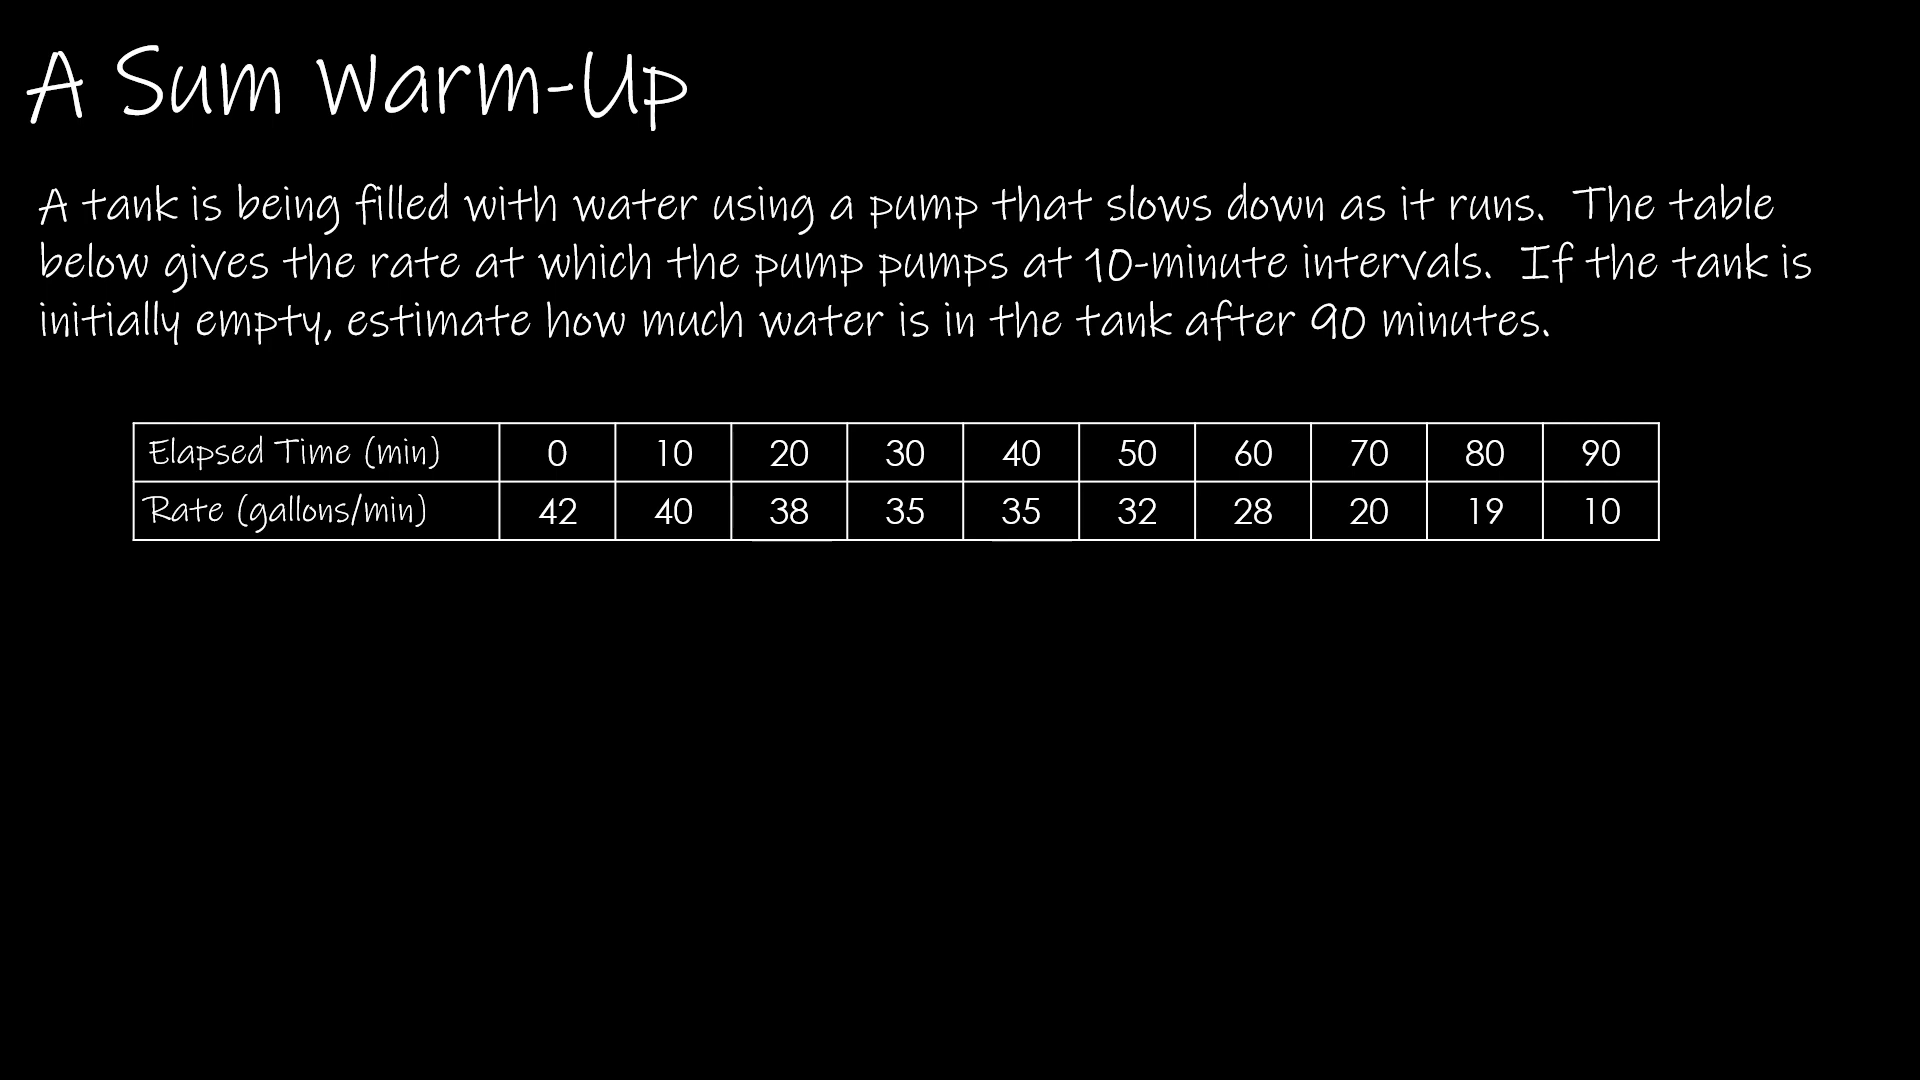 A Sum Warm-Up
A tank is being filled with water using a pump that slows down as it runs. The table
below gives the rate at which the pump pumps at 10-minute intervals. If the tank is
initially empty, estimate how much water is in the tank after 90 minutes.
Elapsed Time (min) 0 10 20 30 40 50 60 70 80 90
Rate (gallons/min) 42 40 38 35 35 32 28 20 19 10